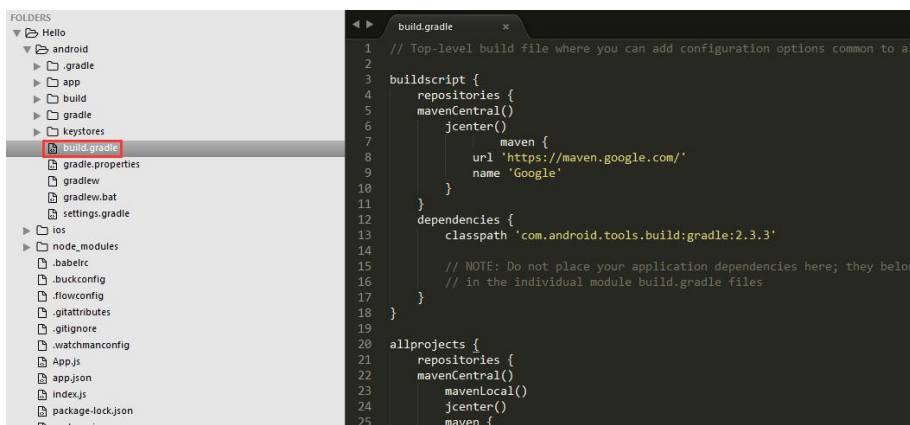 FOLDERS
Hello
android
.gradle
app
build
gradle
keystores
build.gradle
gradle.properties
gradlew
gradlew.bat
settings.gradle
ios
node_modules
.babelrc
.buckconfig
.flowconfig
.gitattributes
.gitignore
.watchmanconfig
App.js
app.json
index.js
package-lock.json
build.gradle ×
1 // Top-level build file where you can add configuration options common to a
2
3 buildscript {
4     repositories {
5     mavenCentral()
6         jcenter()
7                 maven {
8             url 'https://maven.google.com/'
9             name 'Google'
10         }
11     }
12     dependencies {
13         classpath 'com.android.tools.build:gradle:2.3.3'
14
15         // NOTE: Do not place your application dependencies here; they belo
16         // in the individual module build.gradle files
17     }
18 }
19
20 allprojects {
21     repositories {
22     mavenCentral()
23         mavenLocal()
24         jcenter()
25         maven {